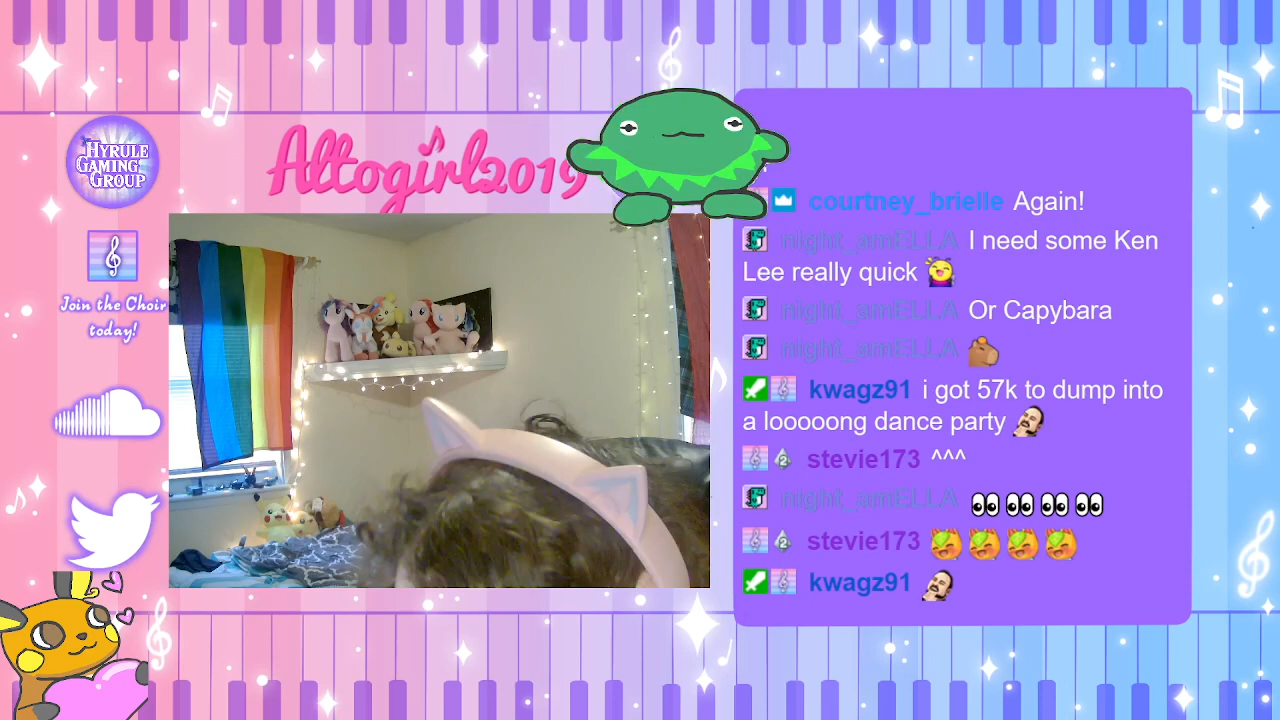 HYRULE
GAMING
GROUP
Join the Choir
today!
Altogirl2019
courtney_brielle Again!
night_amELLA I need some Ken
Lee really quick
night_amELLA Or Capybara
night_amELLA
kwagz91 i got 57k to dump into
a looooong dance party
stevie173 ^^^
night_amELLA
stevie173
kwagz91